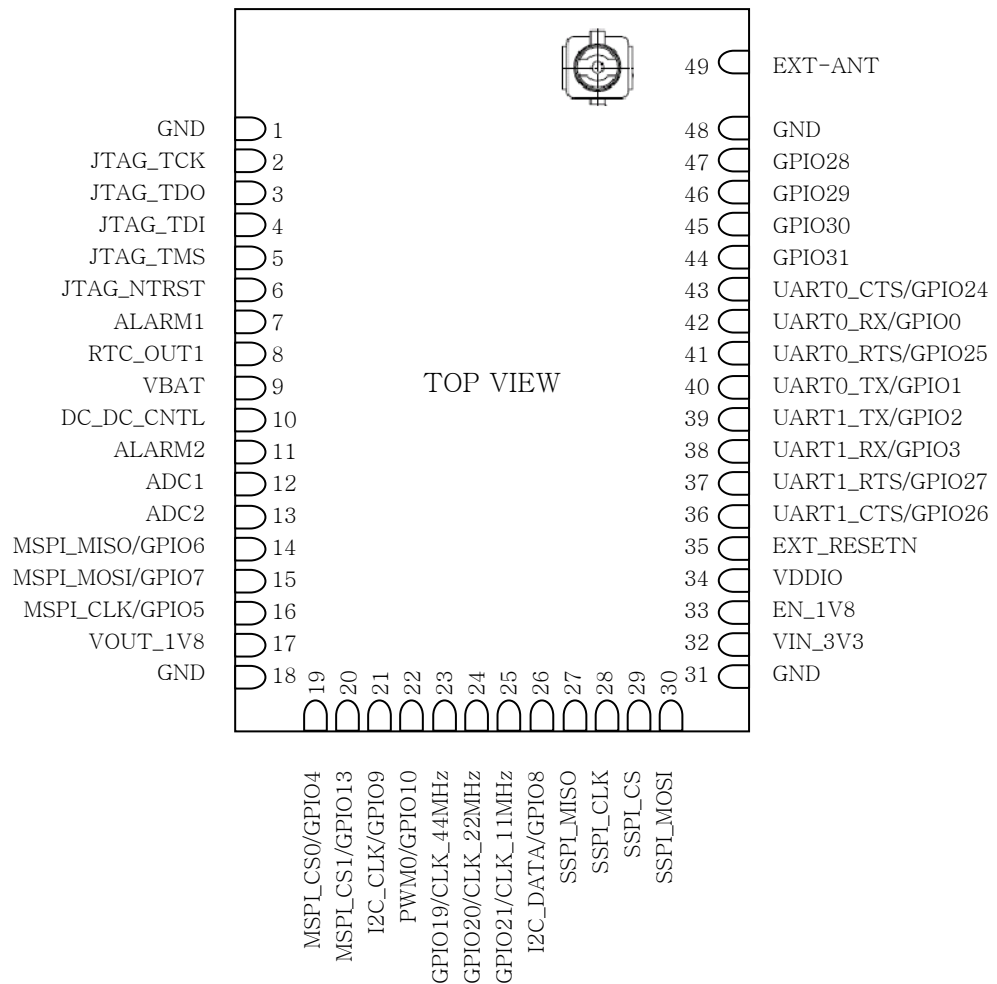 49 EXT-ANT
GND 1 48 GND
JTAG_TCK 2 47 GPIO28
JTAG_TDO 3 46 GPIO29
JTAG_TDI 4 45 GPIO30
JTAG_TMS 5 44 GPIO31
JTAG_NTRST 6 43 UART0_CTS/GPIO24
ALARM1 7 42 UART0_RX/GPIO0
RTC_OUT1 8 41 UART0_RTS/GPIO25
VBAT 9 TOP VIEW 40 UART0_TX/GPIO1
DC_DC_CNTL 10 39 UART1_TX/GPIO2
ALARM2 11 38 UART1_RX/GPIO3
ADC1 12 37 UART1_RTS/GPIO27
ADC2 13 36 UART1_CTS/GPIO26
MSPI_MISO/GPIO6 14 35 EXT_RESETN
MSPI_MOSI/GPIO7 15 34 VDDIO
MSPI_CLK/GPIO5 16 33 EN_1V8
VOUT_1V8 17 32 VIN_3V3
GND 18 31 GND
19 20 21 22 23 24 25 26 27 28 29 30
MSPI_CS0/GPIO4
MSPI_CS1/GPIO13
I2C_CLK/GPIO9
PWM0/GPIO10
GPIO19/CLK_44MHz
GPIO20/CLK_22MHz
GPIO21/CLK_11MHz
I2C_DATA/GPIO8
SSPI_MISO
SSPI_CLK
SSPI_CS
SSPI_MOSI